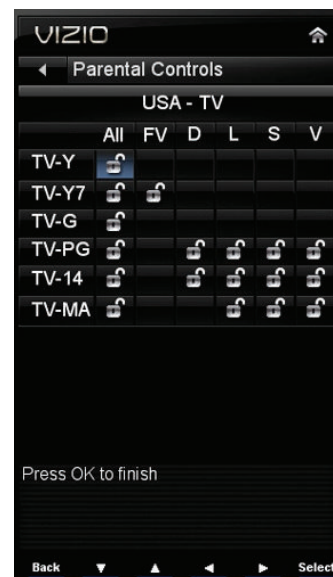 VIZIO
Parental Controls
USA - TV
All FV D L S V
TV-Y
TV-Y7
TV-G
TV-PG
TV-14
TV-MA
Press OK to finish
Back Select